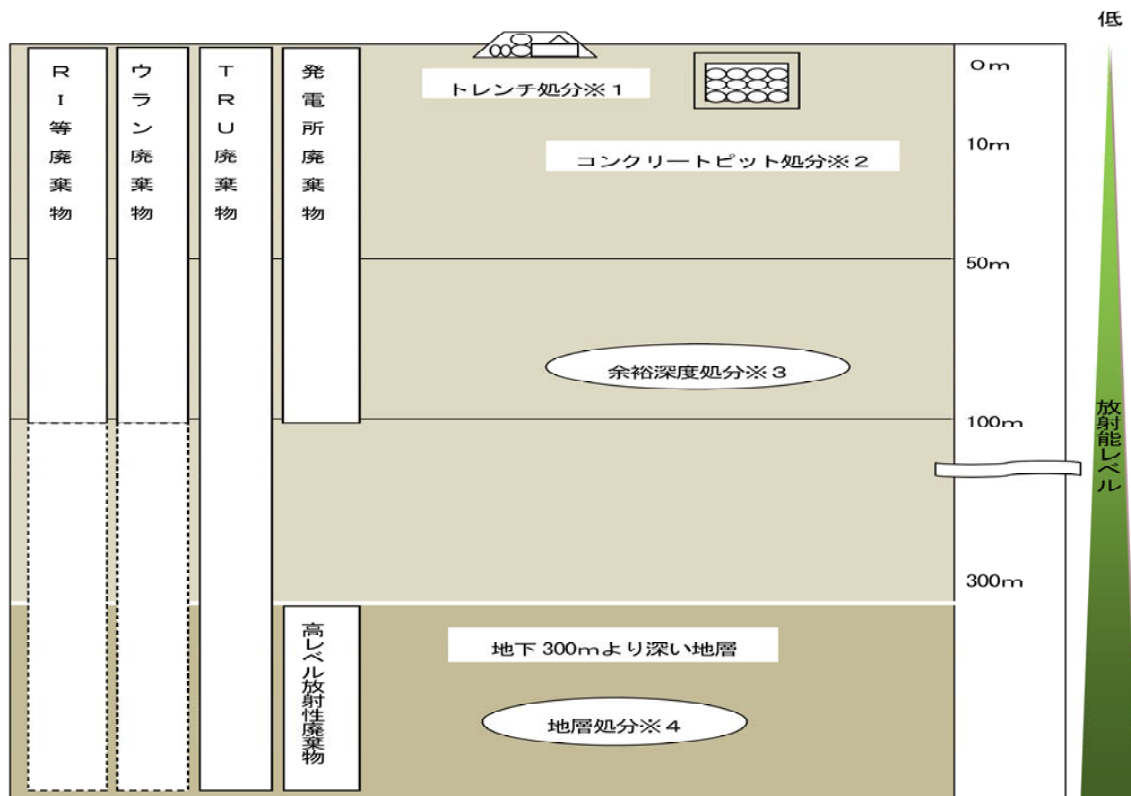 低
RI等廃棄物
ウラン廃棄物
TRU廃棄物
発電所廃棄物
トレンチ処分※1
コンクリートピット処分※2
0m
10m
50m
余裕深度処分※3
100m
放射能レベル
300m
高レベル放射性廃棄物
地下300mより深い地層
地層処分※4